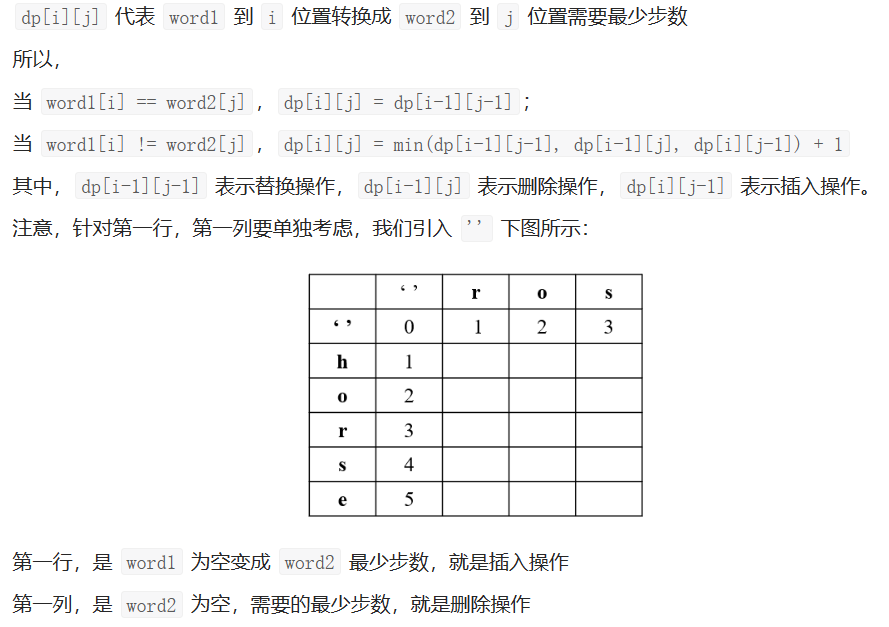 dp[i][j] 代表 word1 到 i 位置转换成 word2 到 j 位置需要最少步数
所以，
当 word1[i] == word2[j]，dp[i][j] = dp[i-1][j-1]；
当 word1[i] != word2[j]，dp[i][j] = min(dp[i-1][j-1], dp[i-1][j], dp[i][j-1]) + 1
其中，dp[i-1][j-1] 表示替换操作，dp[i-1][j] 表示删除操作，dp[i][j-1] 表示插入操作。
注意，针对第一行，第一列要单独考虑，我们引入 '' 下图所示：
‘ ’ r o s
‘ ’ 0 1 2 3
h 1
o 2
r 3
s 4
e 5
第一行，是 word1 为空变成 word2 最少步数，就是插入操作
第一列，是 word2 为空，需要的最少步数，就是删除操作